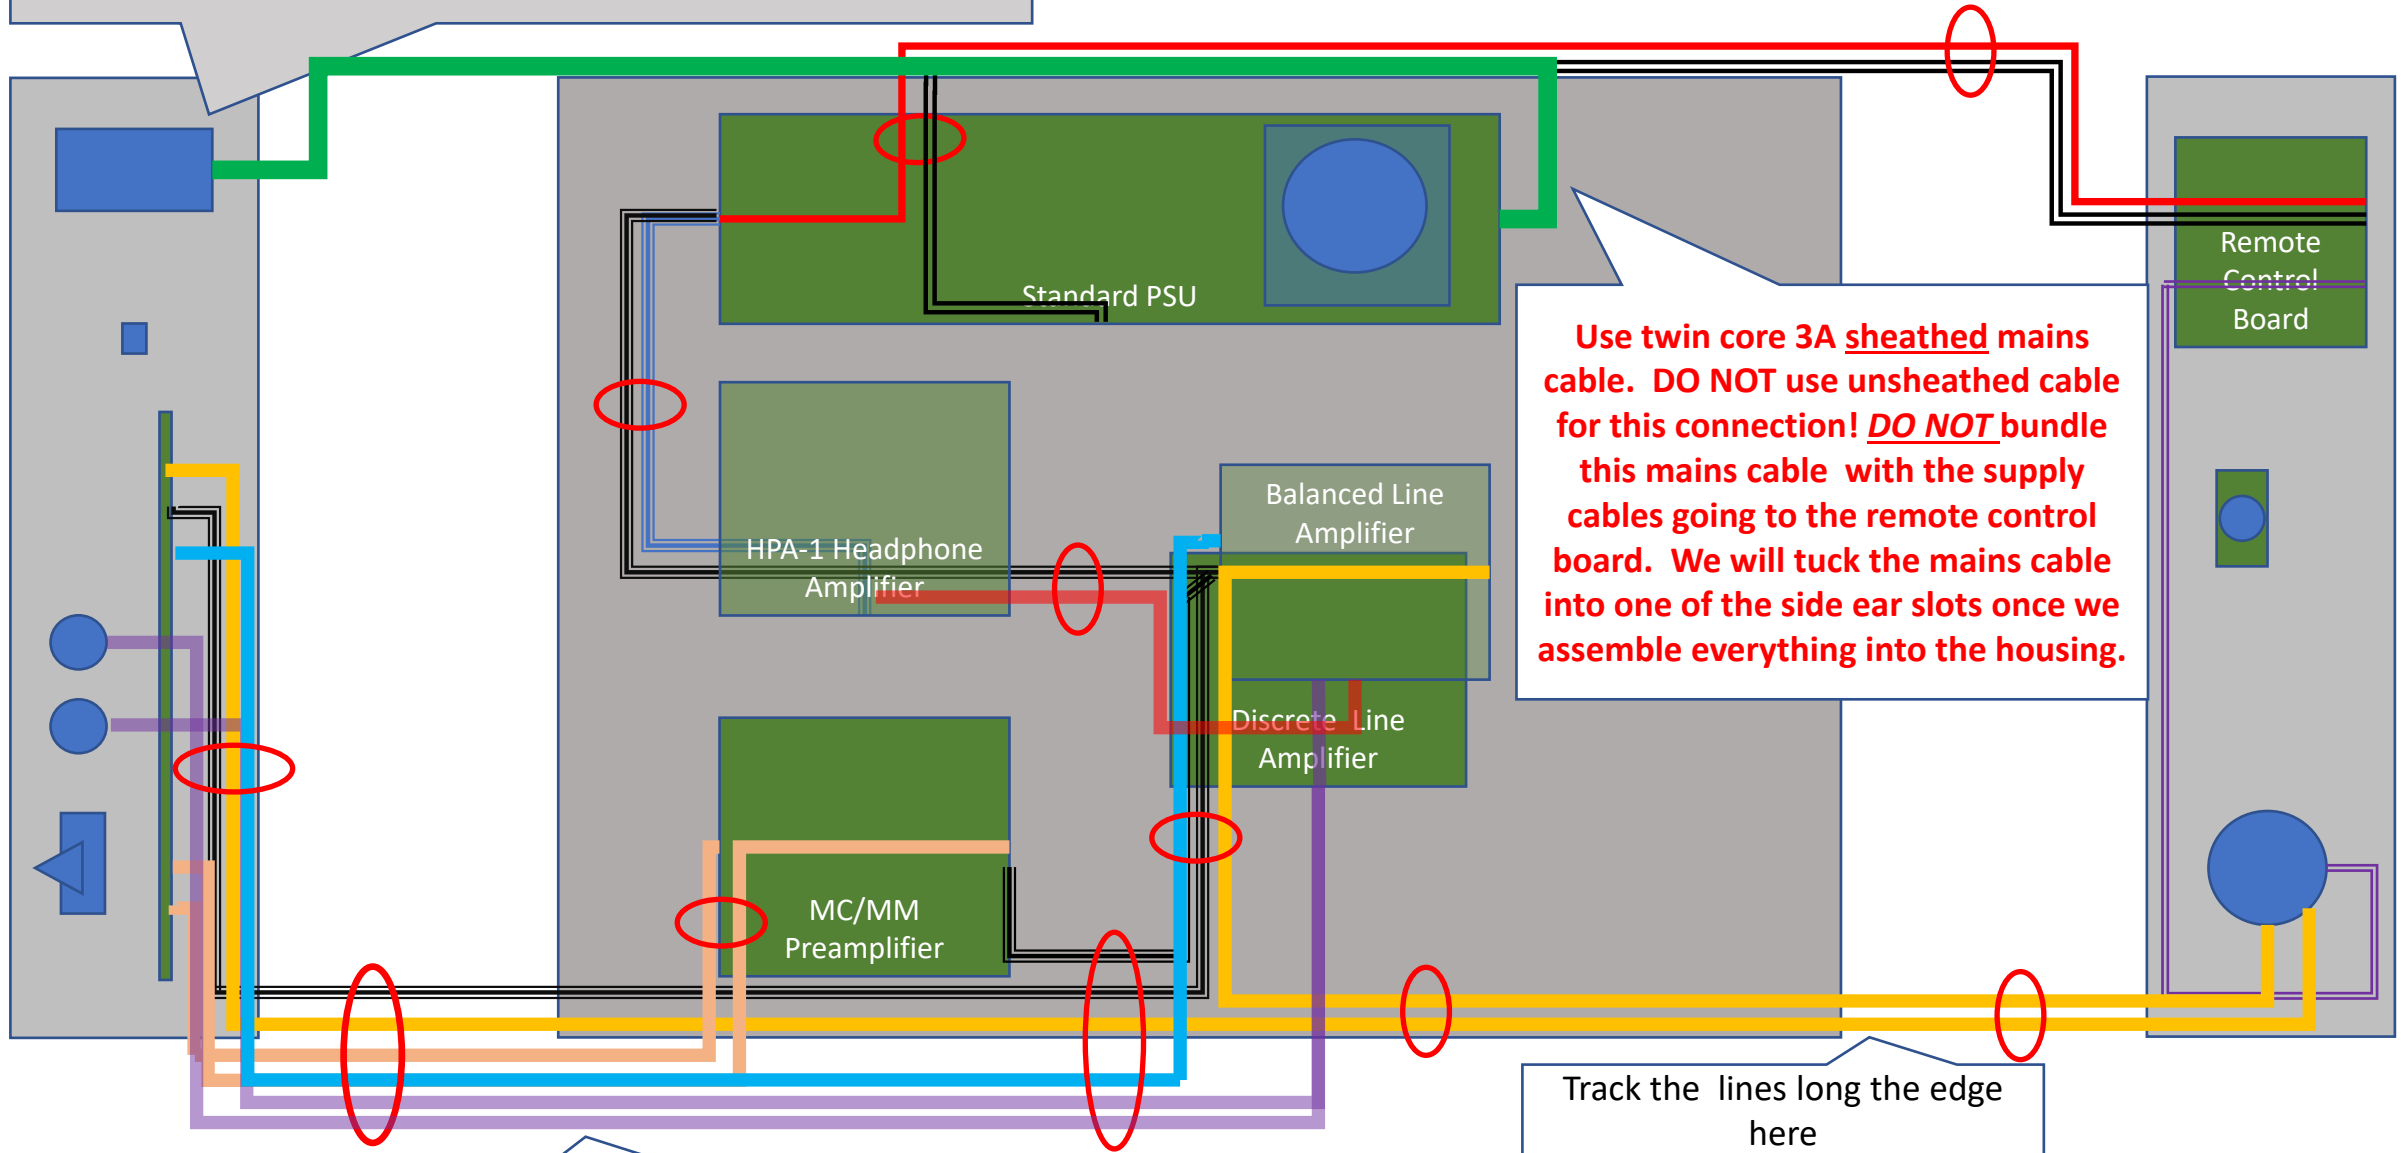 Standard PSU
Remote
Control
Board
Use twin core 3A sheathed mains
cable.  DO NOT use unsheathed cable
for this connection! DO NOT bundle
this mains cable  with the supply
cables going to the remote control
board.  We will tuck the mains cable
into one of the side ear slots once we
assemble everything into the housing.
HPA-1 Headphone
Amplifier
Balanced Line
Amplifier
Discrete  Line
Amplifier
MC/MM
Preamplifier
Track the  lines long the edge
here